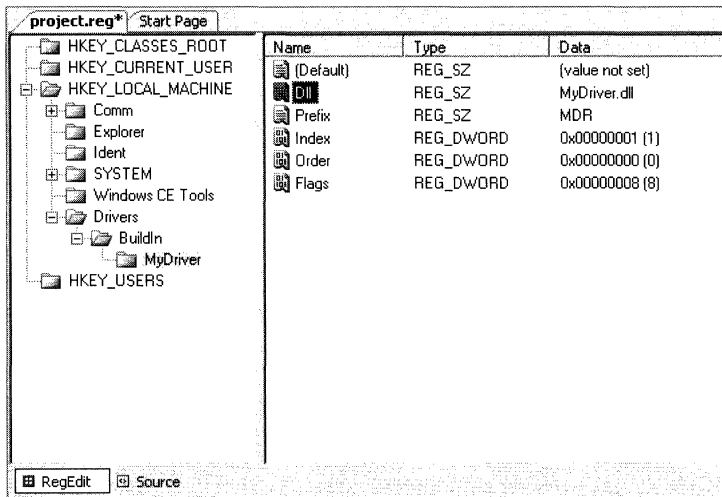 project.reg* Start Page
HKEY_CLASSES_ROOT
HKEY_CURRENT_USER
HKEY_LOCAL_MACHINE
Comm
Explorer
Ident
SYSTEM
Windows CE Tools
Drivers
BuildIn
MyDriver
HKEY_USERS
Name Type Data
(Default) REG_SZ (value not set)
Dll REG_SZ MyDriver.dll
Prefix REG_SZ MDR
Index REG_DWORD 0x00000001 (1)
Order REG_DWORD 0x00000000 (0)
Flags REG_DWORD 0x00000008 (8)
RegEdit Source